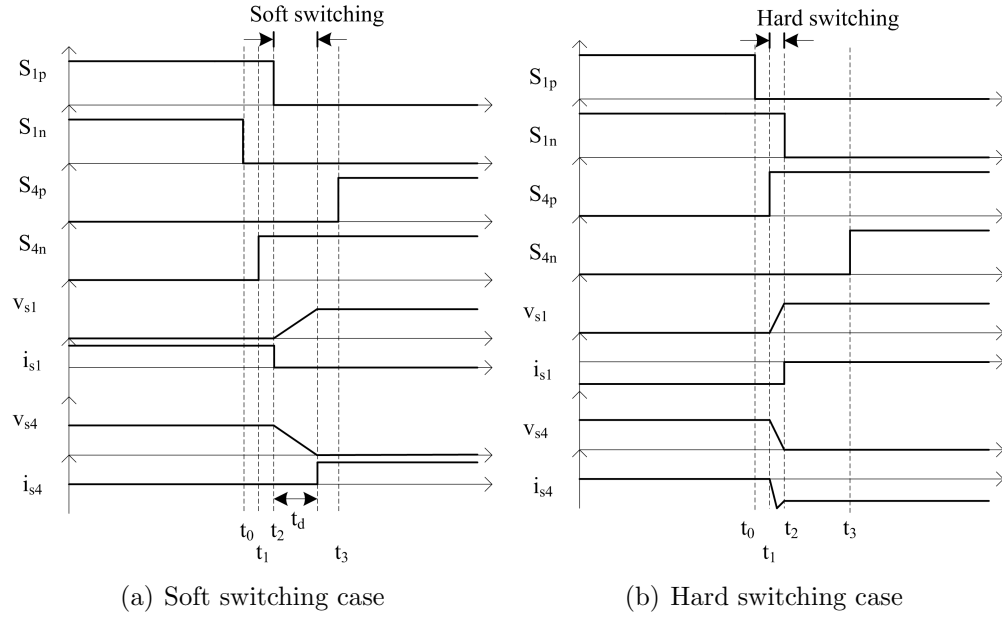 Soft switching
S1p
S1n
S4p
S4n
vs1
is1
vs4
is4
t0
t1
t2
td
t3
(a) Soft switching case
Hard switching
S1p
S1n
S4p
S4n
vs1
is1
vs4
is4
t0
t1
t2
t3
(b) Hard switching case